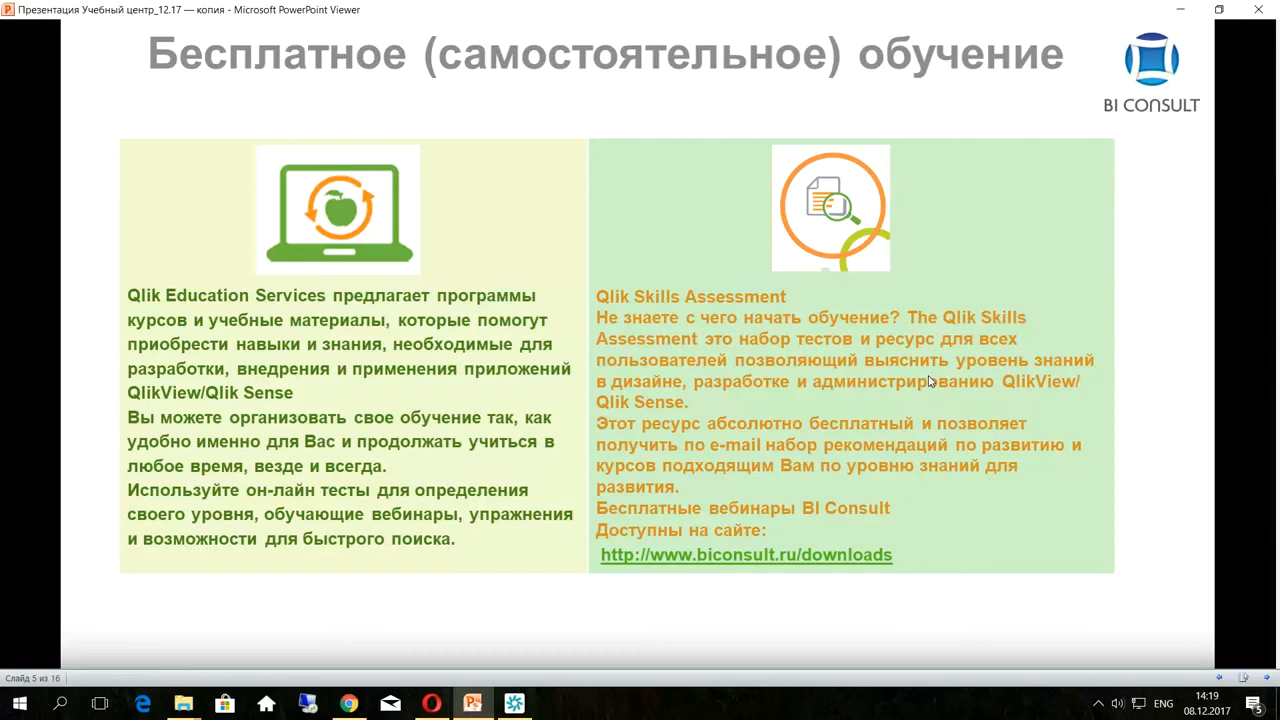 Презентация Учебный центр_12.17 — копия - Microsoft PowerPoint Viewer
Бесплатное (самостоятельное) обучение
BI CONSULT
Qlik Education Services предлагает программы
курсов и учебные материалы, которые помогут
приобрести навыки и знания, необходимые для
разработки, внедрения и применения приложений
QlikView/Qlik Sense
Вы можете организовать свое обучение так, как
удобно именно для Вас и продолжать учиться в
любое время, везде и всегда.
Используйте он-лайн тесты для определения
своего уровня, обучающие вебинары, упражнения
и возможности для быстрого поиска.
Qlik Skills Assessment
Не знаете с чего начать обучение? The Qlik Skills
Assessment это набор тестов и ресурс для всех
пользователей позволяющий выяснить уровень знаний
в дизайне, разработке и администрированию QlikView/
Qlik Sense.
Этот ресурс абсолютно бесплатный и позволяет
получить по e-mail набор рекомендаций по развитию и
курсов подходящим Вам по уровню знаний для
развития.
Бесплатные вебинары BI Consult
Доступны на сайте:
http://www.biconsult.ru/downloads
Слайд 5 из 16
ENG
14:19
08.12.2017
5